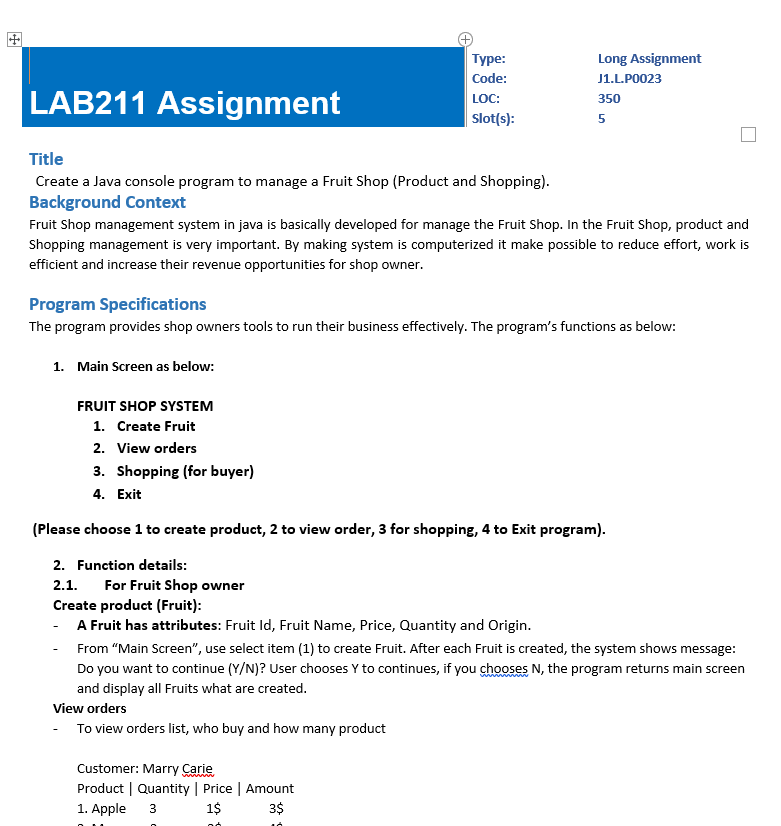 LAB211 Assignment
Type: Long Assignment
Code: J1.L.P0023
LOC: 350
Slot(s): 5
Title
Create a Java console program to manage a Fruit Shop (Product and Shopping).
Background Context
Fruit Shop management system in java is basically developed for manage the Fruit Shop. In the Fruit Shop, product and
Shopping management is very important. By making system is computerized it make possible to reduce effort, work is
efficient and increase their revenue opportunities for shop owner.
Program Specifications
The program provides shop owners tools to run their business effectively. The program’s functions as below:
1. Main Screen as below:
FRUIT SHOP SYSTEM
1. Create Fruit
2. View orders
3. Shopping (for buyer)
4. Exit
(Please choose 1 to create product, 2 to view order, 3 for shopping, 4 to Exit program).
2. Function details:
2.1. For Fruit Shop owner
Create product (Fruit):
- A Fruit has attributes: Fruit Id, Fruit Name, Price, Quantity and Origin.
- From “Main Screen”, use select item (1) to create Fruit. After each Fruit is created, the system shows message:
Do you want to continue (Y/N)? User chooses Y to continues, if you chooses N, the program returns main screen
and display all Fruits what are created.
View orders
- To view orders list, who buy and how many product
Customer: Marry Carie
Product | Quantity | Price | Amount
1. Apple 3 1$ 3$